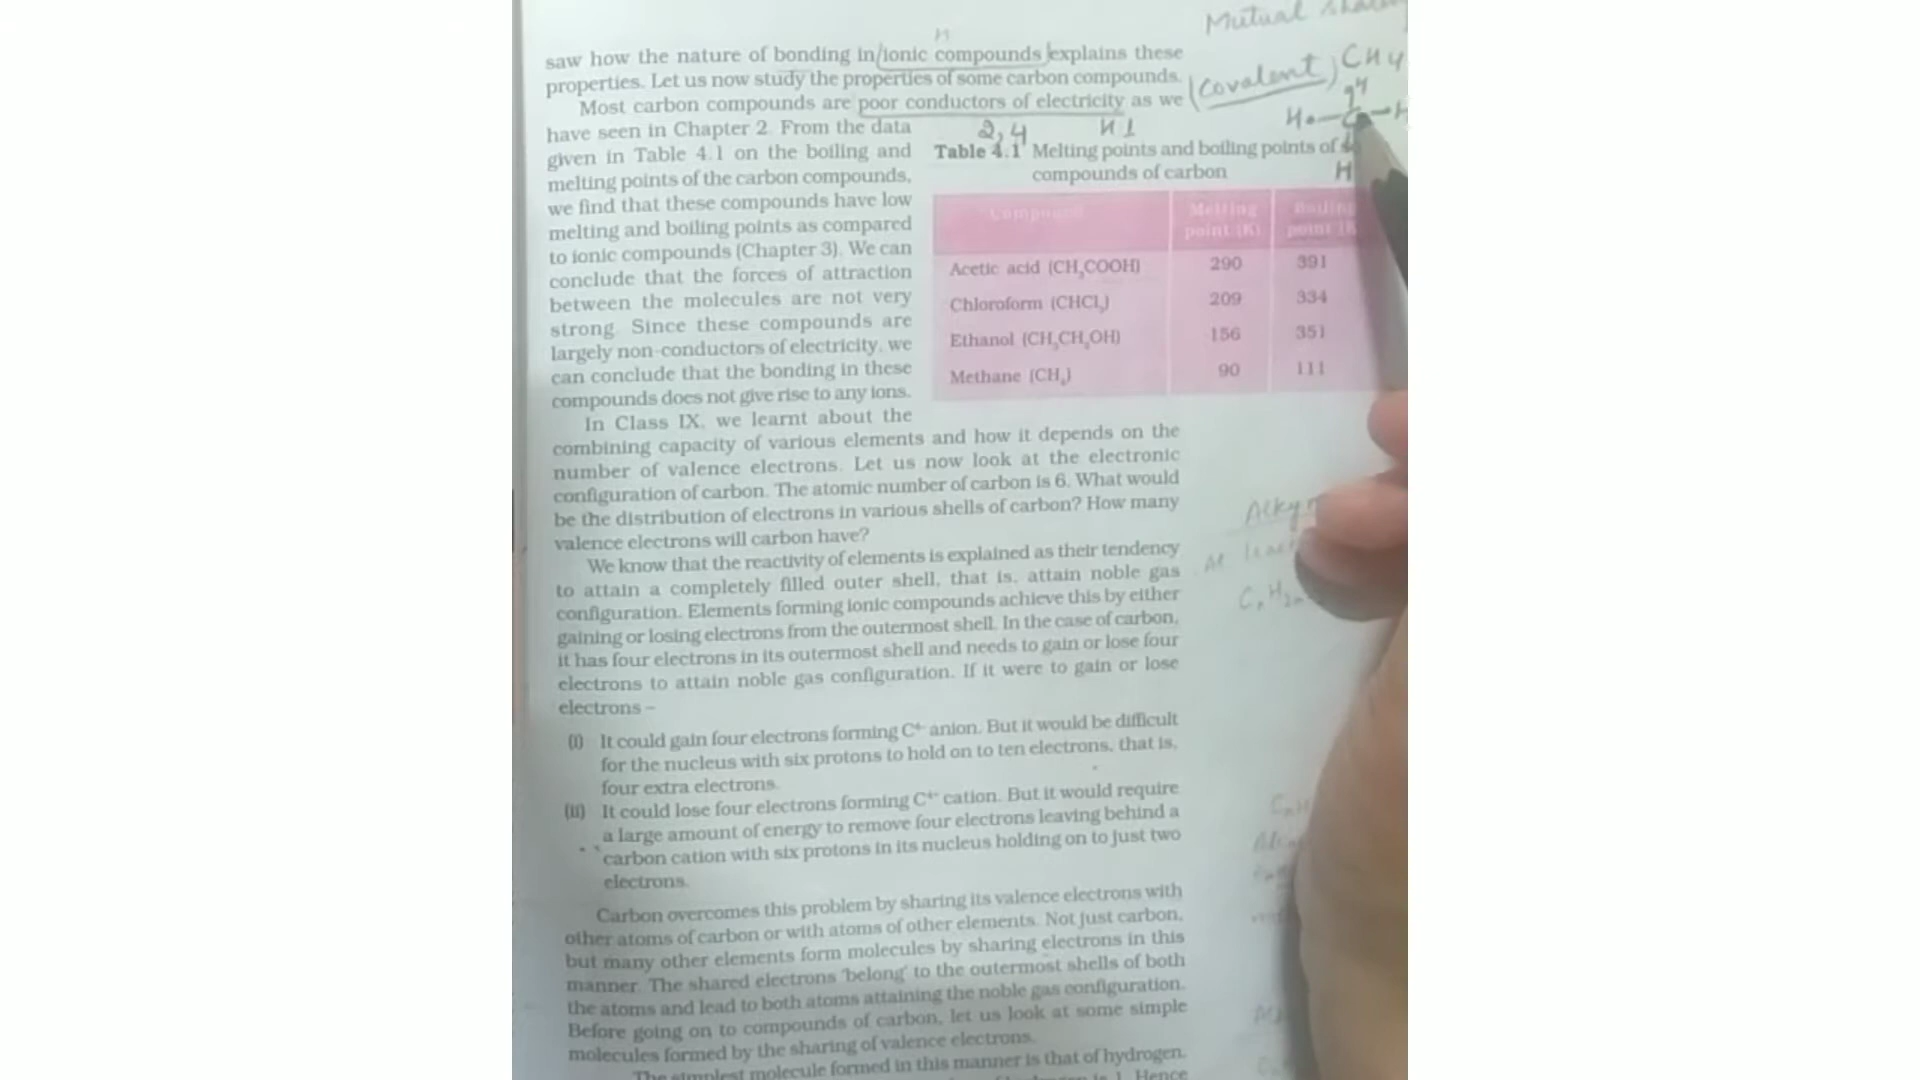 Mutual
saw how the nature of bonding in ionic compounds explains these
properties. Let us now study the properties of some carbon compounds.
(Covalent) CH4
Most carbon compounds are poor conductors of electricity as we
have seen in Chapter 2. From the data
given in Table 4.1 on the boiling and
melting points of the carbon compounds,
we find that these compounds have low
melting and boiling points as compared
to ionic compounds (Chapter 3). We can
conclude that the forces of attraction
between the molecules are not very
strong. Since these compounds are
largely non-conductors of electricity, we
can conclude that the bonding in these
compounds does not give rise to any ions.
2,4 H 1
Table 4.1 Melting points and boiling points of
compounds of carbon
H
Compound Melting Boiling
point (K) point (K
Acetic acid (CH3COOH) 290 391
Chloroform (CHCl3) 209 334
Ethanol (CH3CH2OH) 156 351
Methane (CH4) 90 111
In Class IX, we learnt about the
combining capacity of various elements and how it depends on the
number of valence electrons. Let us now look at the electronic
configuration of carbon. The atomic number of carbon is 6. What would
be the distribution of electrons in various shells of carbon? How many
valence electrons will carbon have?
We know that the reactivity of elements is explained as their tendency
to attain a completely filled outer shell, that is, attain noble gas
configuration. Elements forming ionic compounds achieve this by either
gaining or losing electrons from the outermost shell. In the case of carbon,
it has four electrons in its outermost shell and needs to gain or lose four
electrons to attain noble gas configuration. If it were to gain or lose
electrons –
(i) It could gain four electrons forming C4- anion. But it would be difficult
for the nucleus with six protons to hold on to ten electrons, that is,
four extra electrons.
(ii) It could lose four electrons forming C4+ cation. But it would require
a large amount of energy to remove four electrons leaving behind a
carbon cation with six protons in its nucleus holding on to just two
electrons.
Carbon overcomes this problem by sharing its valence electrons with
other atoms of carbon or with atoms of other elements. Not just carbon,
but many other elements form molecules by sharing electrons in this
manner. The shared electrons 'belong' to the outermost shells of both
the atoms and lead to both atoms attaining the noble gas configuration.
Before going on to compounds of carbon, let us look at some simple
molecules formed by the sharing of valence electrons.
The simplest molecule formed in this manner is that of hydrogen.
is 1. Hence